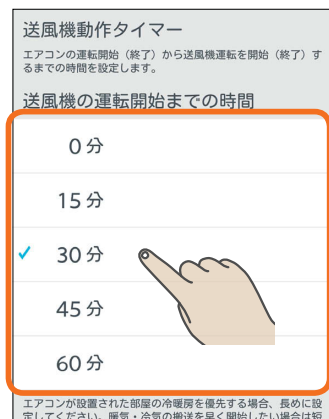 送風機動作タイマー
エアコンの運転開始（終了）から送風機運転を開始（終了）す
るまでの時間を設定します。
送風機の運転開始までの時間
0分
15分
30分
45分
60分
エアコンが設置された部屋の冷暖房を優先する場合、長めに設
定してください。暖気・冷気の搬送を早く開始したい場合は短